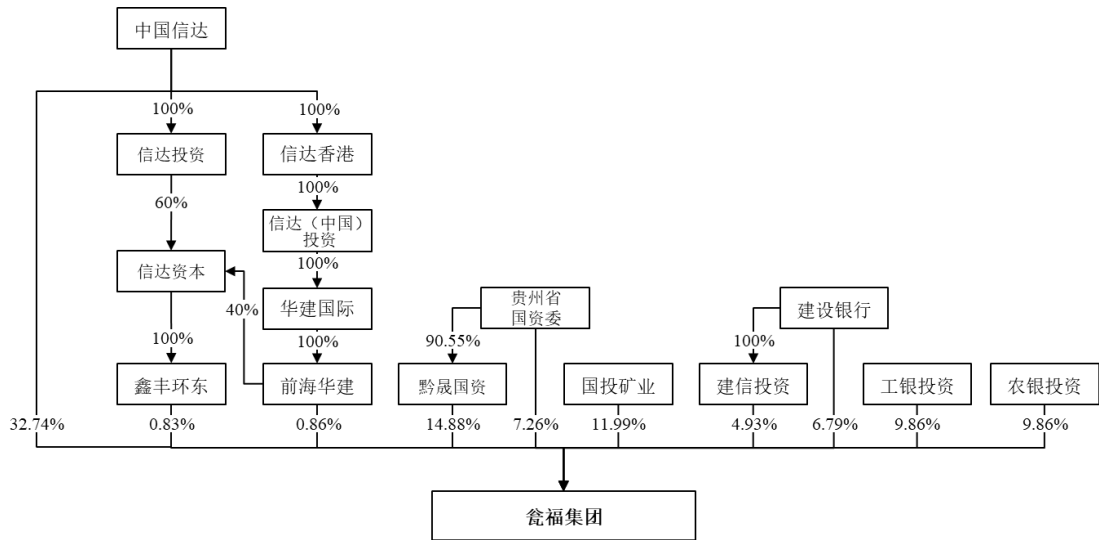 中国信达
100%
100%
信达投资
信达香港
60%
100%
信达（中国）
投资
信达资本
100%
40%
华建国际
贵州省
国资委
建设银行
100%
100%
90.55%
100%
鑫丰环东
前海华建
黔晟国资
国投矿业
建信投资
工银投资
农银投资
32.74%
0.83%
0.86%
14.88%
7.26%
11.99%
4.93%
6.79%
9.86%
9.86%
瓮福集团